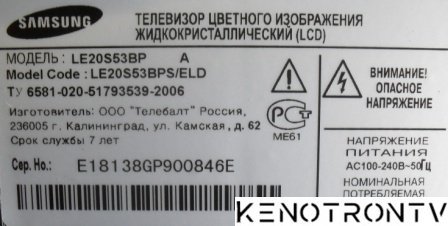 SAMSUNG
ТЕЛЕВИЗОР ЦВЕТНОГО ИЗОБРАЖЕНИЯ
ЖИДКОКРИСТАЛЛИЧЕСКИЙ (LCD)
МОДЕЛЬ: LE20S53BP A
Model Code: LE20S53BPS/ELD
ТУ 6581-020-51793539-2006
Изготовитель: ООО "Телебалт" Россия,
236005 г, Калининград, ул. Камская, д. 62
Срок службы 7 лет
Сер. No.: E18138GP900846E
РСТ
МЕ61
ВНИМАНИЕ!
ОПАСНОЕ
НАПРЯЖЕНИЕ
НАПРЯЖЕНИЕ
ПИТАНИЯ
AC100-240В~50Гц
НОМИНАЛЬНАЯ
KENOTRONTV